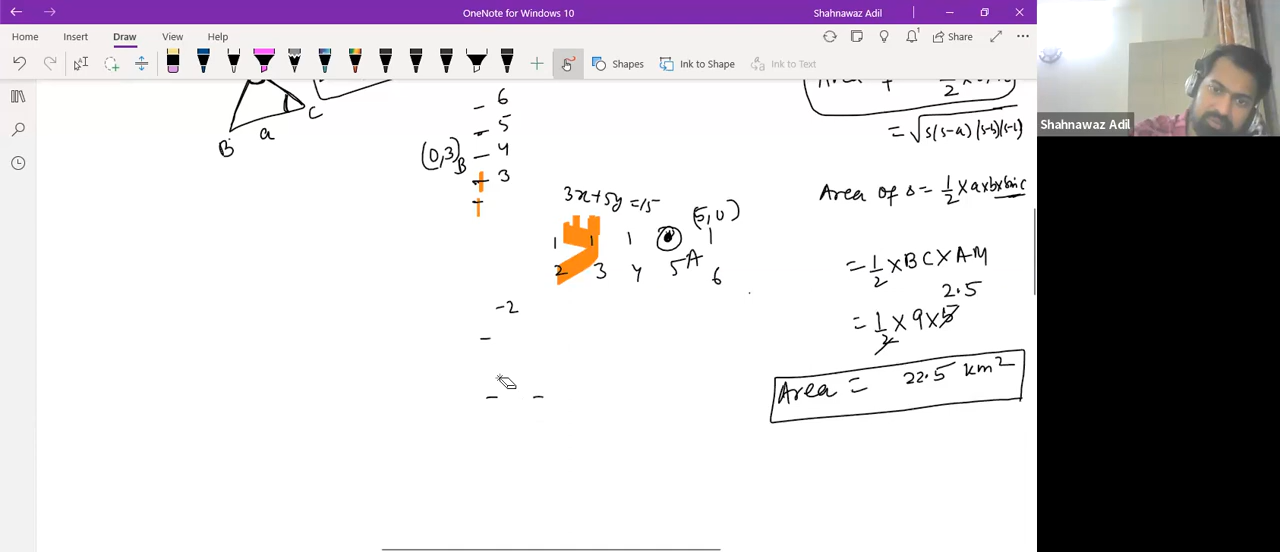 OneNote for Windows 10
Shahnawaz Adil
Home Insert Draw View Help
Share
Shapes
Ink to Shape
Ink to Text
Shahnawaz Adil
B
a
C
6
5
4
3
(0,3)B
3x+5y=15
(5,0)
1 1 1 1
2 3 4 5 A 6
-2
Area
= √s(s-a)(s-b)(s-c)
Area of Δ = 1/2 × a×b×sin c
= 1/2 × BC × AM
2.5
= 1/2 × 9 × 5
Area = 22.5 km²